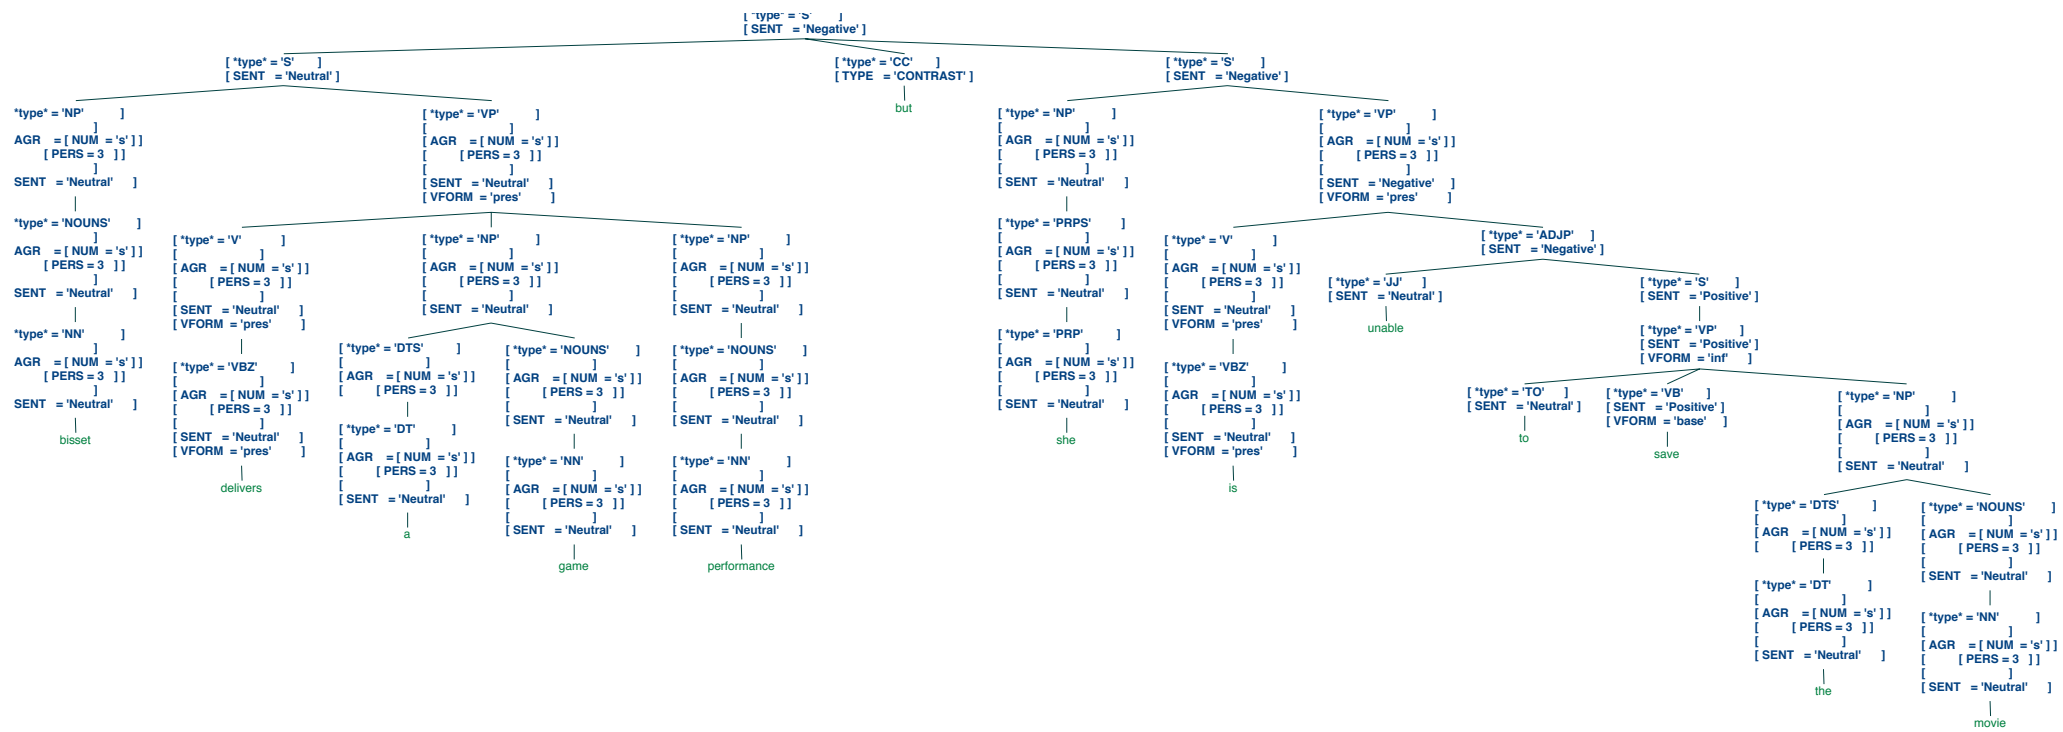 [ *type* = 'S' ]
[ SENT = 'Negative' ]
[ *type* = 'S' ]
[ SENT = 'Neutral' ]
[ *type* = 'CC' ]
[ TYPE = 'CONTRAST' ]
but
[ *type* = 'S' ]
[ SENT = 'Negative' ]
*type* = 'NP' ]
]
AGR = [ NUM = 's' ] ]
[ PERS = 3 ] ]
]
SENT = 'Neutral' ]
*type* = 'NOUNS' ]
]
AGR = [ NUM = 's' ] ]
[ PERS = 3 ] ]
]
SENT = 'Neutral' ]
*type* = 'NN' ]
]
AGR = [ NUM = 's' ] ]
[ PERS = 3 ] ]
]
SENT = 'Neutral' ]
bisset
[ *type* = 'VP' ]
[ ]
[ AGR = [ NUM = 's' ] ]
[ [ PERS = 3 ] ]
[ ]
[ SENT = 'Neutral' ]
[ VFORM = 'pres' ]
[ *type* = 'V' ]
[ ]
[ AGR = [ NUM = 's' ] ]
[ [ PERS = 3 ] ]
[ ]
[ SENT = 'Neutral' ]
[ VFORM = 'pres' ]
[ *type* = 'VBZ' ]
[ ]
[ AGR = [ NUM = 's' ] ]
[ [ PERS = 3 ] ]
[ ]
[ SENT = 'Neutral' ]
[ VFORM = 'pres' ]
delivers
[ *type* = 'NP' ]
[ ]
[ AGR = [ NUM = 's' ] ]
[ [ PERS = 3 ] ]
[ ]
[ SENT = 'Neutral' ]
[ *type* = 'DTS' ]
[ ]
[ AGR = [ NUM = 's' ] ]
[ [ PERS = 3 ] ]
[ *type* = 'DT' ]
[ ]
[ AGR = [ NUM = 's' ] ]
[ [ PERS = 3 ] ]
[ ]
[ SENT = 'Neutral' ]
a
[ *type* = 'NOUNS' ]
[ ]
[ AGR = [ NUM = 's' ] ]
[ [ PERS = 3 ] ]
[ ]
[ SENT = 'Neutral' ]
[ *type* = 'NN' ]
[ ]
[ AGR = [ NUM = 's' ] ]
[ [ PERS = 3 ] ]
[ ]
[ SENT = 'Neutral' ]
game
[ *type* = 'NP' ]
[ ]
[ AGR = [ NUM = 's' ] ]
[ [ PERS = 3 ] ]
[ ]
[ SENT = 'Neutral' ]
[ *type* = 'NOUNS' ]
[ ]
[ AGR = [ NUM = 's' ] ]
[ [ PERS = 3 ] ]
[ ]
[ SENT = 'Neutral' ]
[ *type* = 'NN' ]
[ ]
[ AGR = [ NUM = 's' ] ]
[ [ PERS = 3 ] ]
[ ]
[ SENT = 'Neutral' ]
performance
[ *type* = 'NP' ]
[ ]
[ AGR = [ NUM = 's' ] ]
[ [ PERS = 3 ] ]
[ ]
[ SENT = 'Neutral' ]
[ *type* = 'PRPS' ]
[ ]
[ AGR = [ NUM = 's' ] ]
[ [ PERS = 3 ] ]
[ ]
[ SENT = 'Neutral' ]
[ *type* = 'PRP' ]
[ ]
[ AGR = [ NUM = 's' ] ]
[ [ PERS = 3 ] ]
[ ]
[ SENT = 'Neutral' ]
she
[ *type* = 'VP' ]
[ ]
[ AGR = [ NUM = 's' ] ]
[ [ PERS = 3 ] ]
[ ]
[ SENT = 'Negative' ]
[ VFORM = 'pres' ]
[ *type* = 'V' ]
[ ]
[ AGR = [ NUM = 's' ] ]
[ [ PERS = 3 ] ]
[ ]
[ SENT = 'Neutral' ]
[ VFORM = 'pres' ]
[ *type* = 'VBZ' ]
[ ]
[ AGR = [ NUM = 's' ] ]
[ [ PERS = 3 ] ]
[ ]
[ SENT = 'Neutral' ]
[ VFORM = 'pres' ]
is
[ *type* = 'ADJP' ]
[ SENT = 'Negative' ]
[ *type* = 'JJ' ]
[ SENT = 'Neutral' ]
unable
[ *type* = 'S' ]
[ SENT = 'Positive' ]
[ *type* = 'VP' ]
[ SENT = 'Positive' ]
[ VFORM = 'inf' ]
[ *type* = 'TO' ]
[ SENT = 'Neutral' ]
to
[ *type* = 'VB' ]
[ SENT = 'Positive' ]
[ VFORM = 'base' ]
save
[ *type* = 'NP' ]
[ ]
[ AGR = [ NUM = 's' ] ]
[ [ PERS = 3 ] ]
[ ]
[ SENT = 'Neutral' ]
[ *type* = 'DTS' ]
[ ]
[ AGR = [ NUM = 's' ] ]
[ [ PERS = 3 ] ]
[ *type* = 'DT' ]
[ ]
[ AGR = [ NUM = 's' ] ]
[ [ PERS = 3 ] ]
[ ]
[ SENT = 'Neutral' ]
the
[ *type* = 'NOUNS' ]
[ ]
[ AGR = [ NUM = 's' ] ]
[ [ PERS = 3 ] ]
[ ]
[ SENT = 'Neutral' ]
[ *type* = 'NN' ]
[ ]
[ AGR = [ NUM = 's' ] ]
[ [ PERS = 3 ] ]
[ ]
[ SENT = 'Neutral' ]
movie